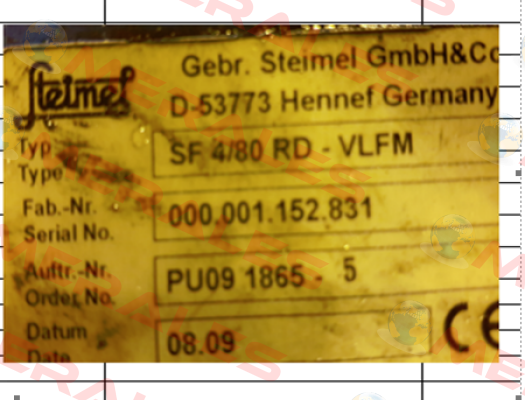 Steimel
Gebr. Steimel GmbH&Co
D-53773 Hennef Germany
Typ
Type
SF 4/80 RD - VLFM
Fab.-Nr.
Serial No.
000.001.152.831
Auftr.-Nr.
Order No.
PU09 1865 - 5
Datum
Date
08.09
CE